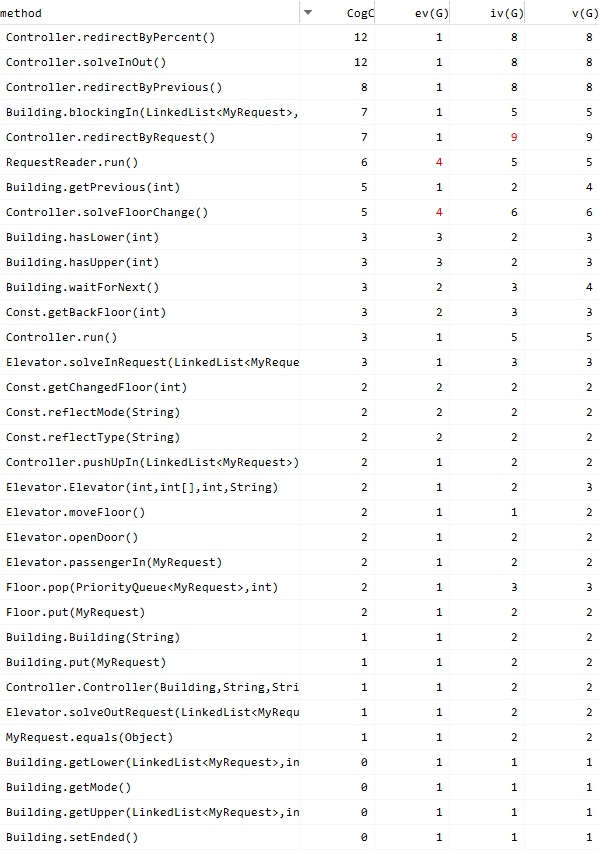 method CogC ev(G) iv(G) v(G)
Controller.redirectByPercent() 12 1 8 8
Controller.solveInOut() 12 1 8 8
Controller.redirectByPrevious() 8 1 8 8
Building.blockingIn(LinkedList<MyRequest>, 7 1 5 5
Controller.redirectByRequest() 7 1 9 9
RequestReader.run() 6 4 5 5
Building.getPrevious(int) 5 1 2 4
Controller.solveFloorChange() 5 4 6 6
Building.hasLower(int) 3 3 2 3
Building.hasUpper(int) 3 3 2 3
Building.waitForNext() 3 2 3 4
Const.getBackFloor(int) 3 2 3 3
Controller.run() 3 1 5 5
Elevator.solveInRequest(LinkedList<MyReque 3 1 3 3
Const.getChangedFloor(int) 2 2 2 2
Const.reflectMode(String) 2 2 2 2
Const.reflectType(String) 2 2 2 2
Controller.pushUpIn(LinkedList<MyRequest>) 2 1 2 2
Elevator.Elevator(int,int[],int,String) 2 1 2 3
Elevator.moveFloor() 2 1 1 2
Elevator.openDoor() 2 1 2 2
Elevator.passengerIn(MyRequest) 2 1 2 2
Floor.pop(PriorityQueue<MyRequest>,int) 2 1 3 3
Floor.put(MyRequest) 2 1 2 2
Building.Building(String) 1 1 2 2
Building.put(MyRequest) 1 1 2 2
Controller.Controller(Building,String,Stri 1 1 2 2
Elevator.solveOutRequest(LinkedList<MyRequ 1 1 2 2
MyRequest.equals(Object) 1 1 2 2
Building.getLower(LinkedList<MyRequest>,in 0 1 1 1
Building.getMode() 0 1 1 1
Building.getUpper(LinkedList<MyRequest>,in 0 1 1 1
Building.setEnded() 0 1 1 1